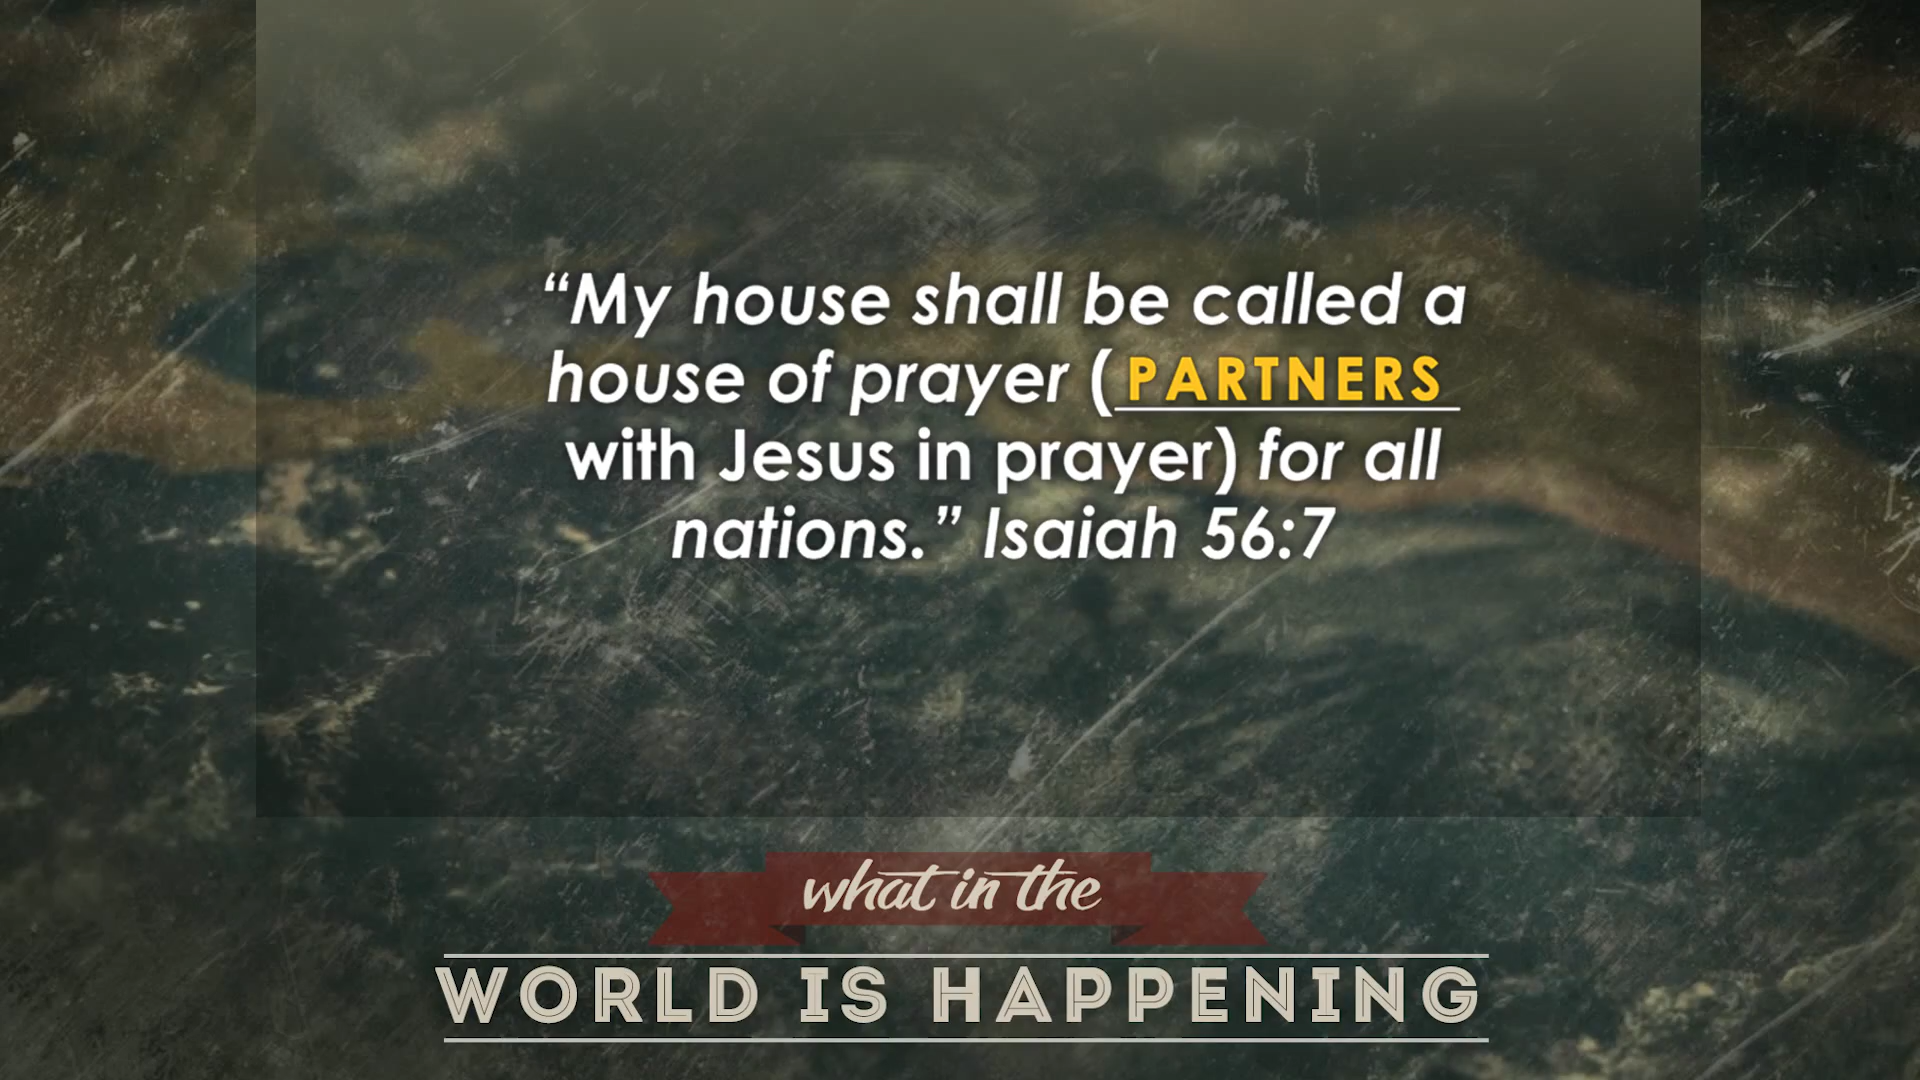 “My house shall be called a
house of prayer (PARTNERS
with Jesus in prayer) for all
nations.” Isaiah 56:7
what in the
WORLD IS HAPPENING